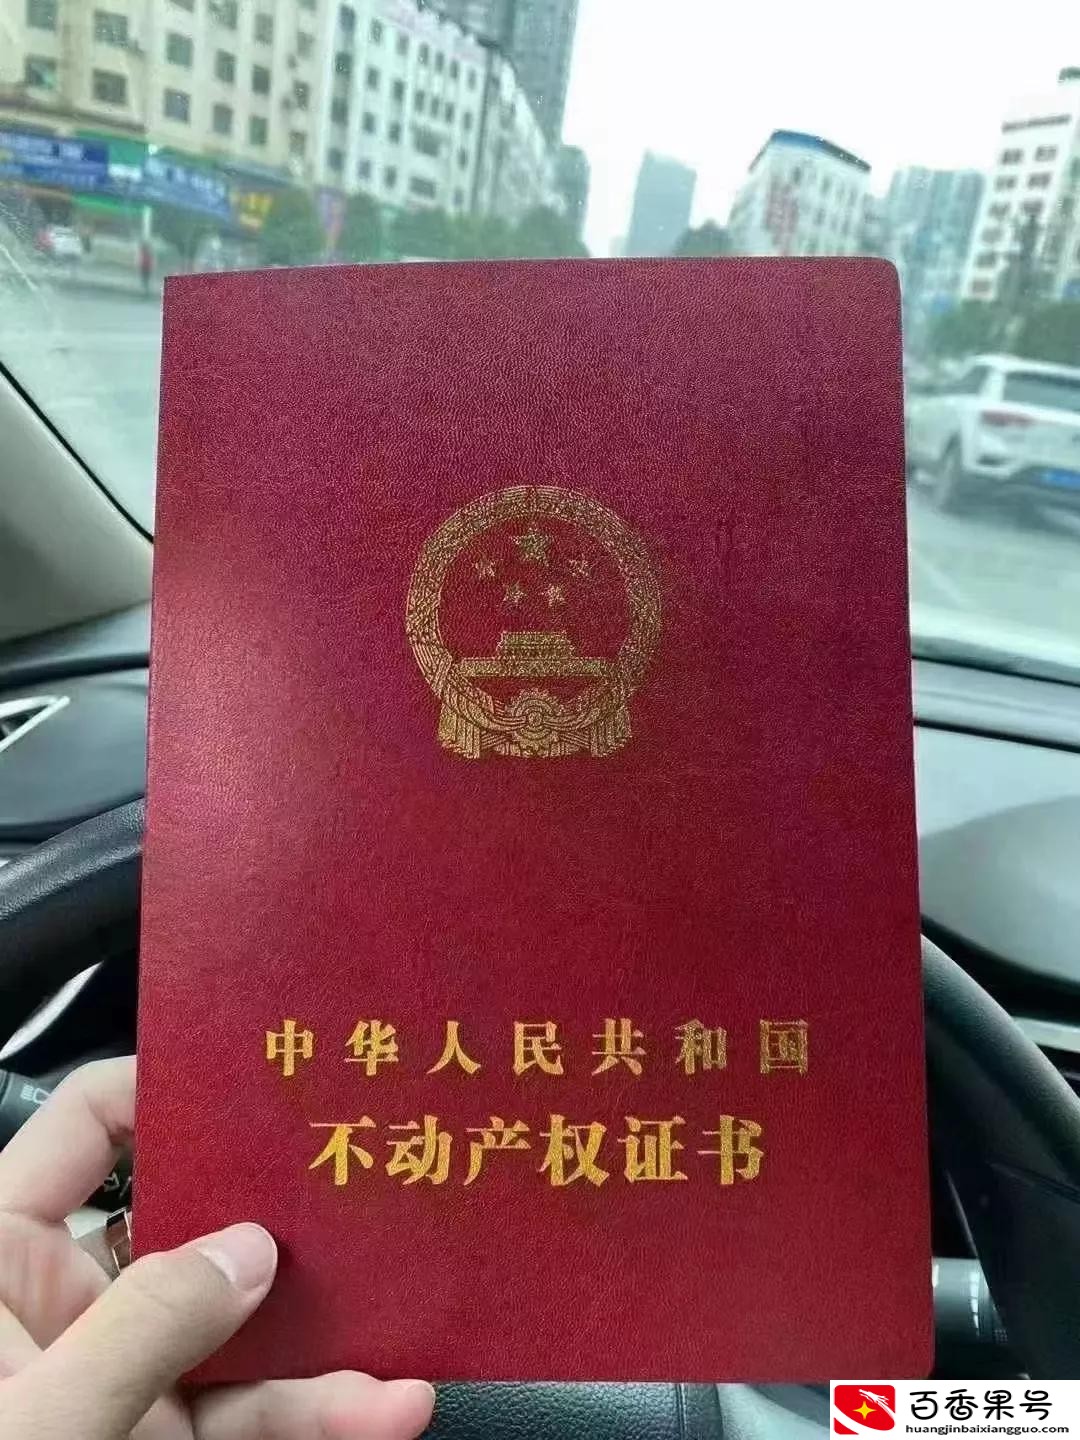 中华人民共和国
不动产权证书
百香果号
huangjinbaixiangguo.com